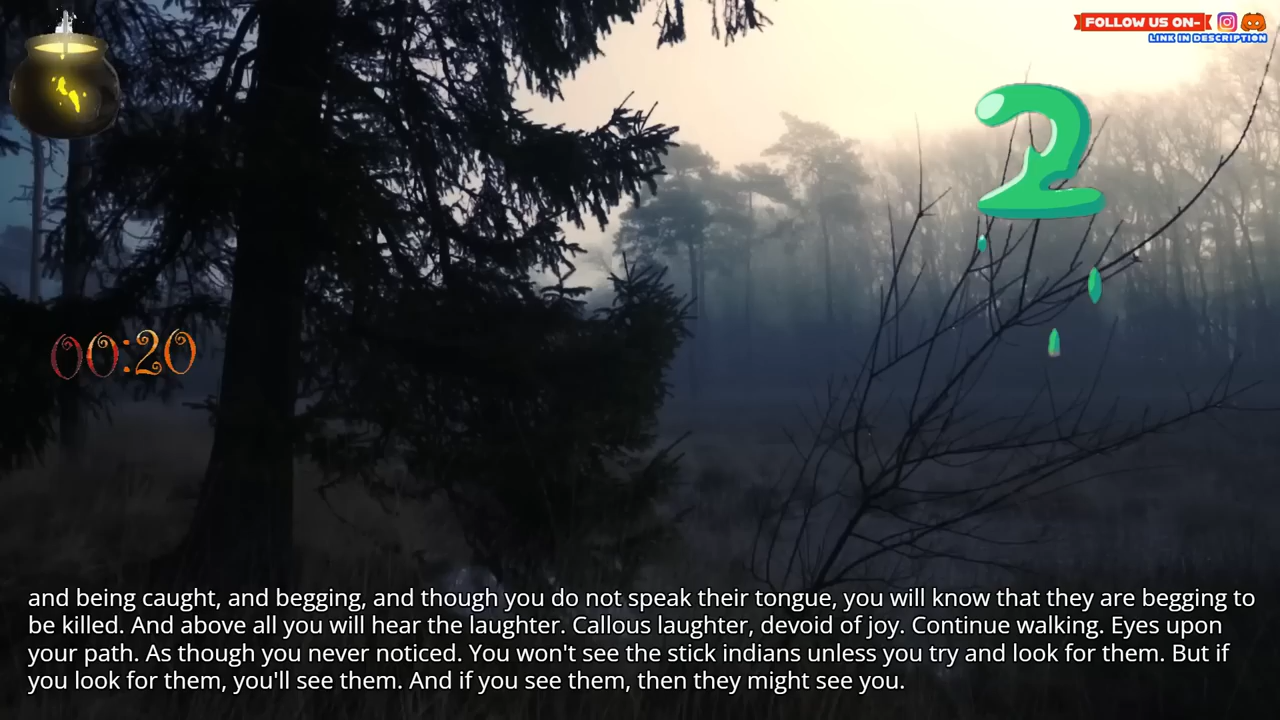 FOLLOW US ON-
LINK IN DESCRIPTION
2
00:20
and being caught, and begging, and though you do not speak their tongue, you will know that they are begging to
be killed. And above all you will hear the laughter. Callous laughter, devoid of joy. Continue walking. Eyes upon
your path. As though you never noticed. You won't see the stick indians unless you try and look for them. But if
you look for them, you'll see them. And if you see them, then they might see you.